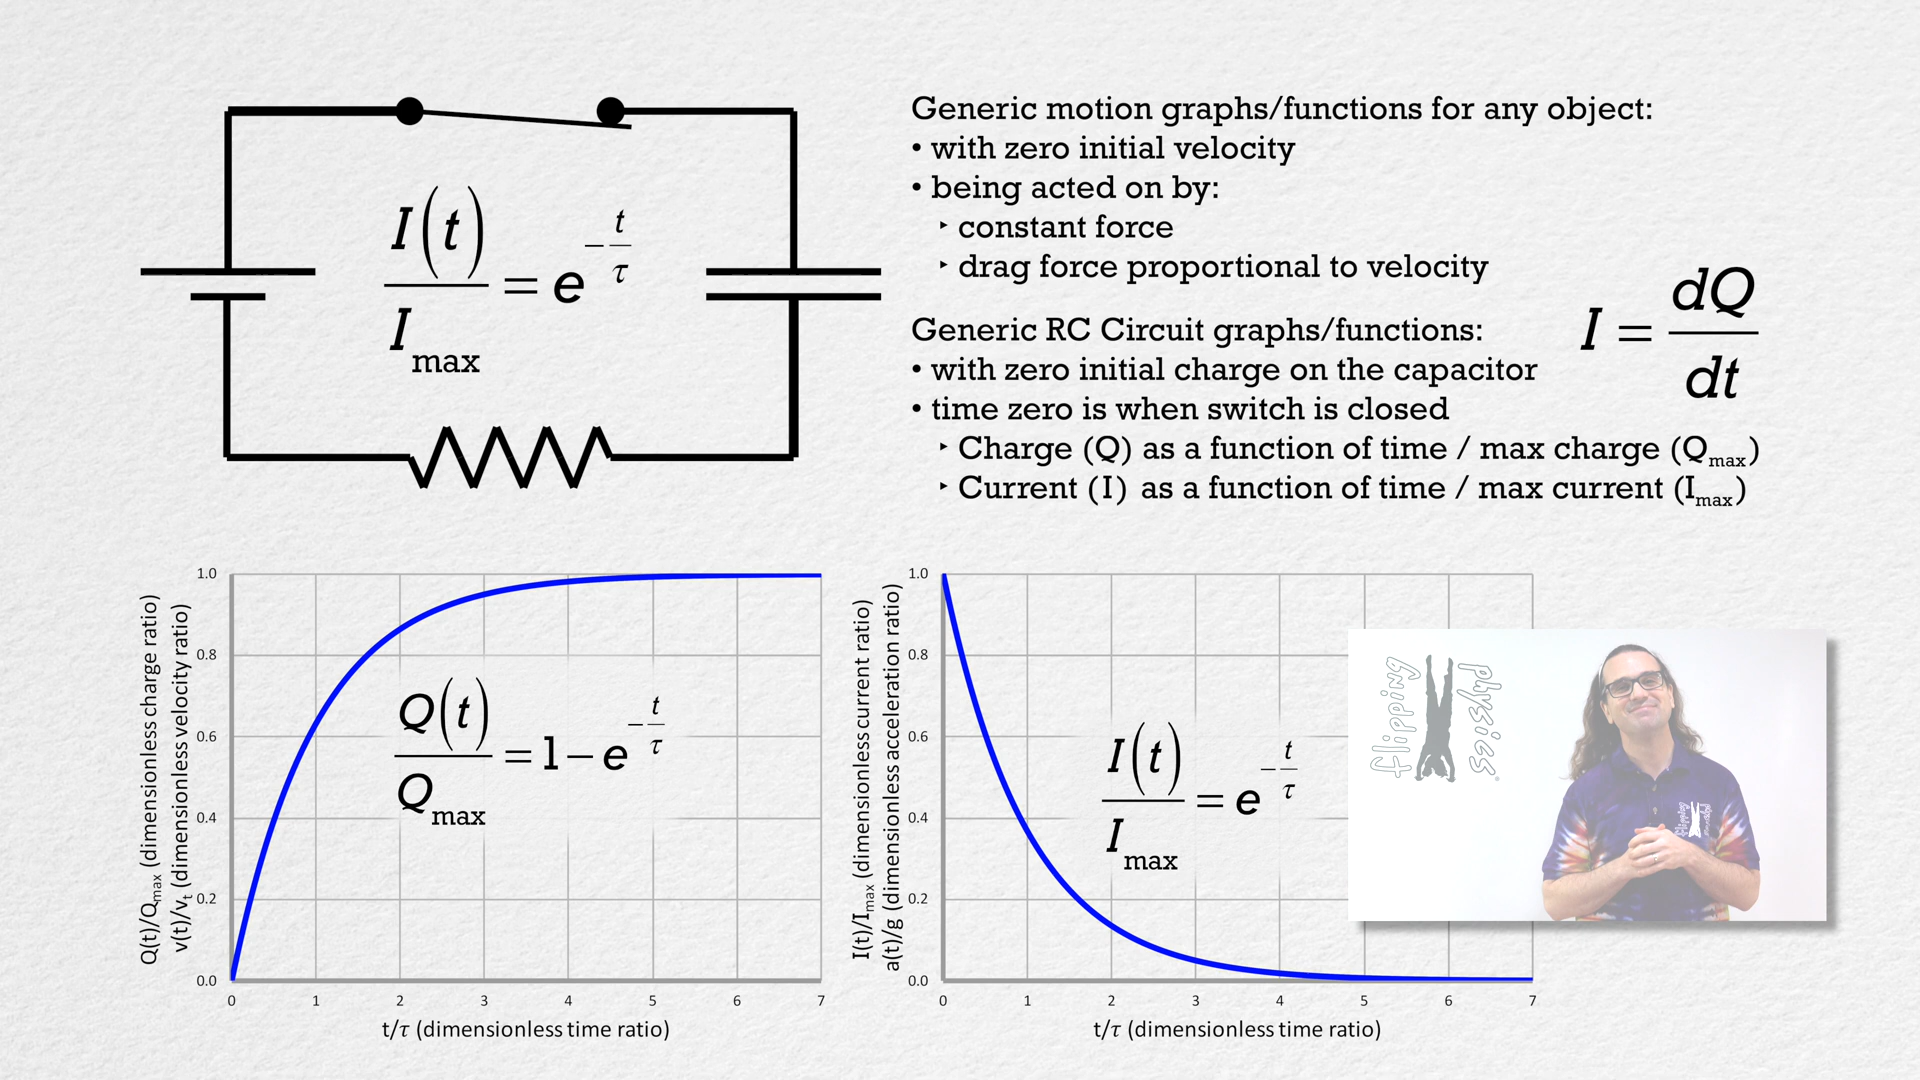 I(t)/I_max = e^(-t/τ)
Generic motion graphs/functions for any object:
• with zero initial velocity
• being acted on by:
‣ constant force
‣ drag force proportional to velocity
I = dQ/dt
Generic RC Circuit graphs/functions:
• with zero initial charge on the capacitor
• time zero is when switch is closed
‣ Charge (Q) as a function of time / max charge (Q_max)
‣ Current (I) as a function of time / max current (I_max)
Q(t)/Q_max (dimensionless charge ratio)
v(t)/v_t (dimensionless velocity ratio)
1.0
0.8
0.6
0.4
0.2
0.0
Q(t)/Q_max = 1 - e^(-t/τ)
0 1 2 3 4 5 6 7
t/τ (dimensionless time ratio)
I(t)/I_max (dimensionless current ratio)
a(t)/g (dimensionless acceleration ratio)
1.0
0.8
0.6
0.4
0.2
0.0
I(t)/I_max = e^(-t/τ)
0 1 2 3 4 5 6 7
t/τ (dimensionless time ratio)
flipping
physics
flipping